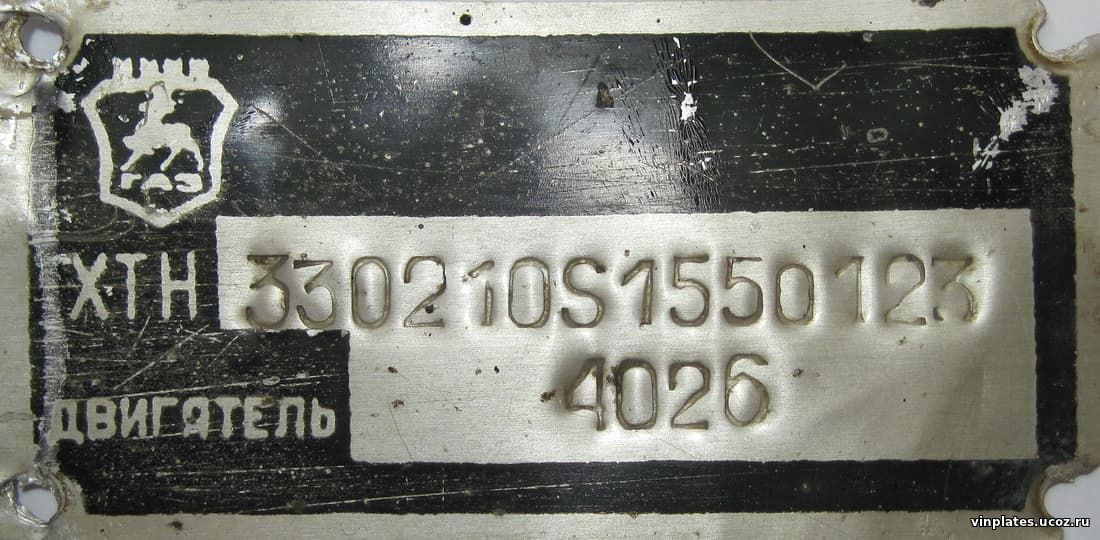 ГАЗ
ХТН 330210S1550123
4026
ДВИГАТЕЛЬ
vinplates.ucoz.ru